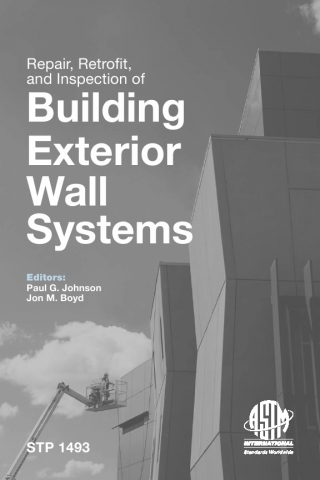 Repair, Retrofit,
and Inspection of
Building
Exterior
Wall
Systems
Editors:
Paul G. Johnson
Jon M. Boyd
STP 1493
ASTM
INTERNATIONAL
Standards Worldwide